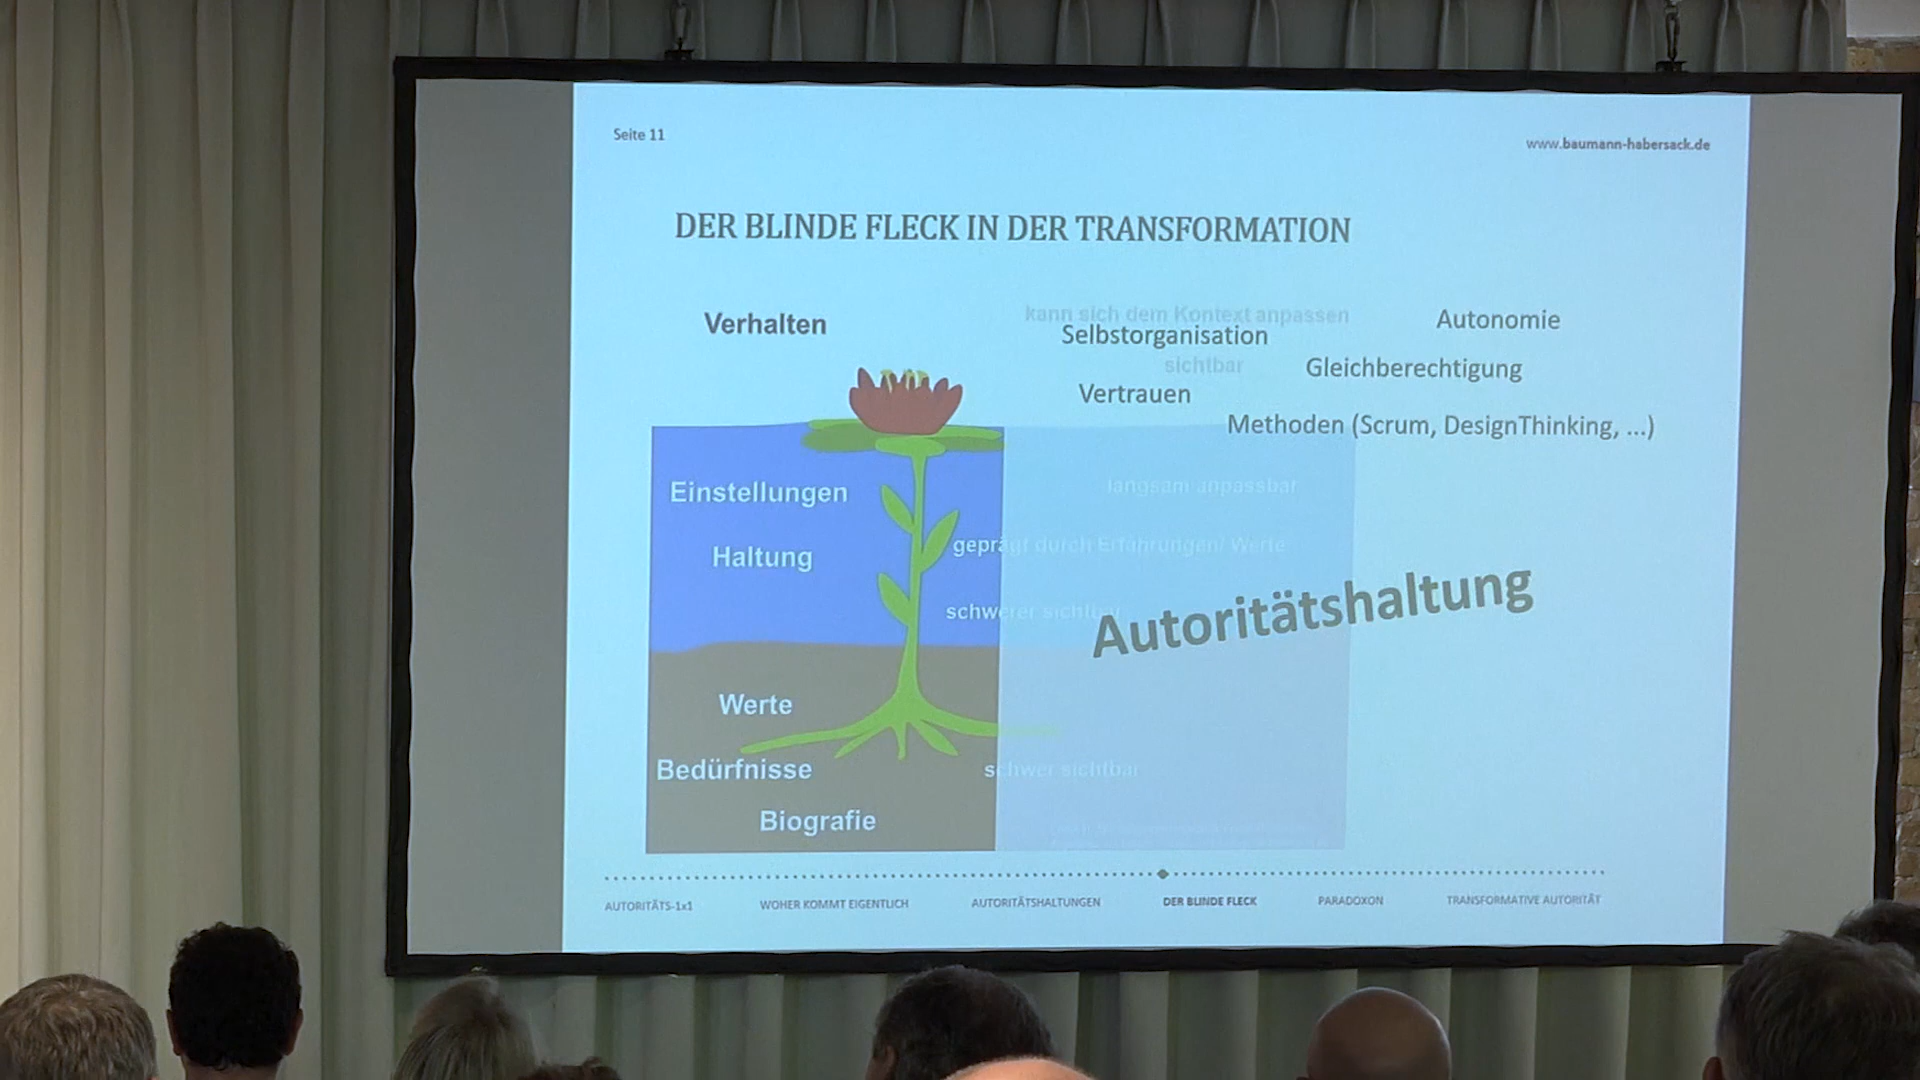 Seite 11
www.baumann-habersack.de
DER BLINDE FLECK IN DER TRANSFORMATION
Verhalten
kann sich dem Kontext anpassen
Selbstorganisation
Autonomie
sichtbar
Gleichberechtigung
Vertrauen
Methoden (Scrum, DesignThinking, ...)
Einstellungen
langsam anpassbar
Haltung
geprägt durch Erfahrungen/ Werte
schwerer sichtbar
Autoritätshaltung
Werte
Bedürfnisse
schwer sichtbar
Biografie
AUTORITÄTS-1x1
WOHER KOMMT EIGENTLICH
AUTORITÄTSHALTUNGEN
DER BLINDE FLECK
PARADOXON
TRANSFORMATIVE AUTORITÄT